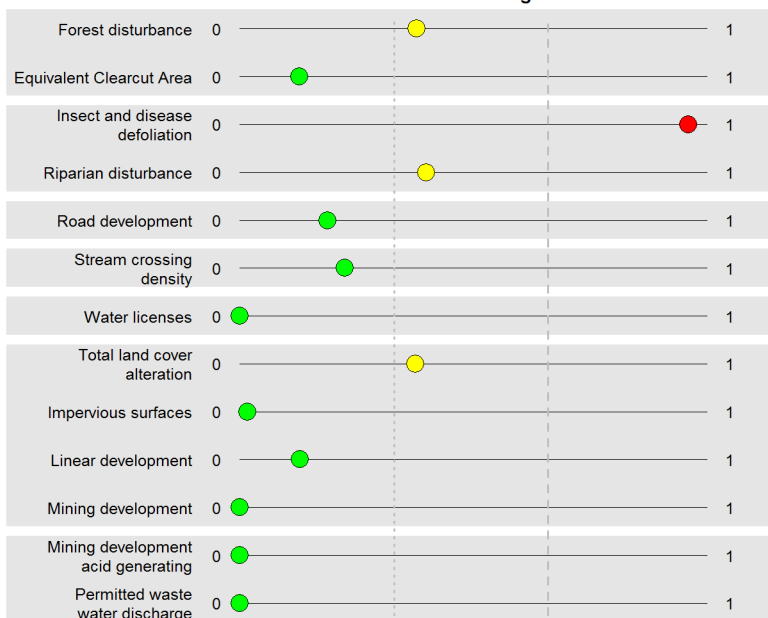 Forest disturbance 0 1
Equivalent Clearcut Area 0 1
Insect and disease
defoliation 0 1
Riparian disturbance 0 1
Road development 0 1
Stream crossing
density 0 1
Water licenses 0 1
Total land cover
alteration 0 1
Impervious surfaces 0 1
Linear development 0 1
Mining development 0 1
Mining development
acid generating 0 1
Permitted waste
water discharge 0 1